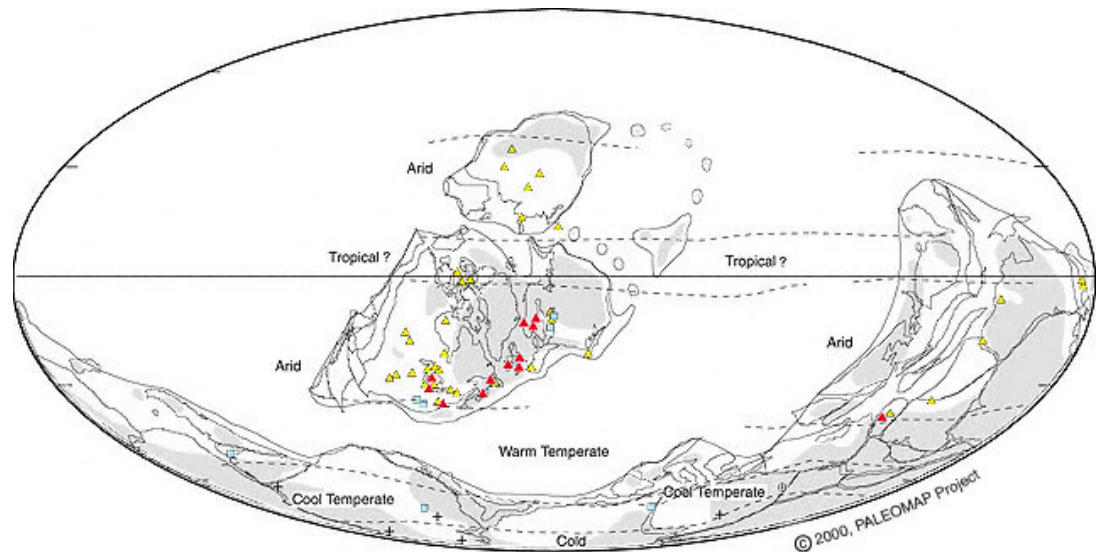 Arid
Tropical ?
Tropical ?
Arid
Arid
Warm Temperate
Cool Temperate
Cool Temperate
Cold
© 2000, PALEOMAP Project